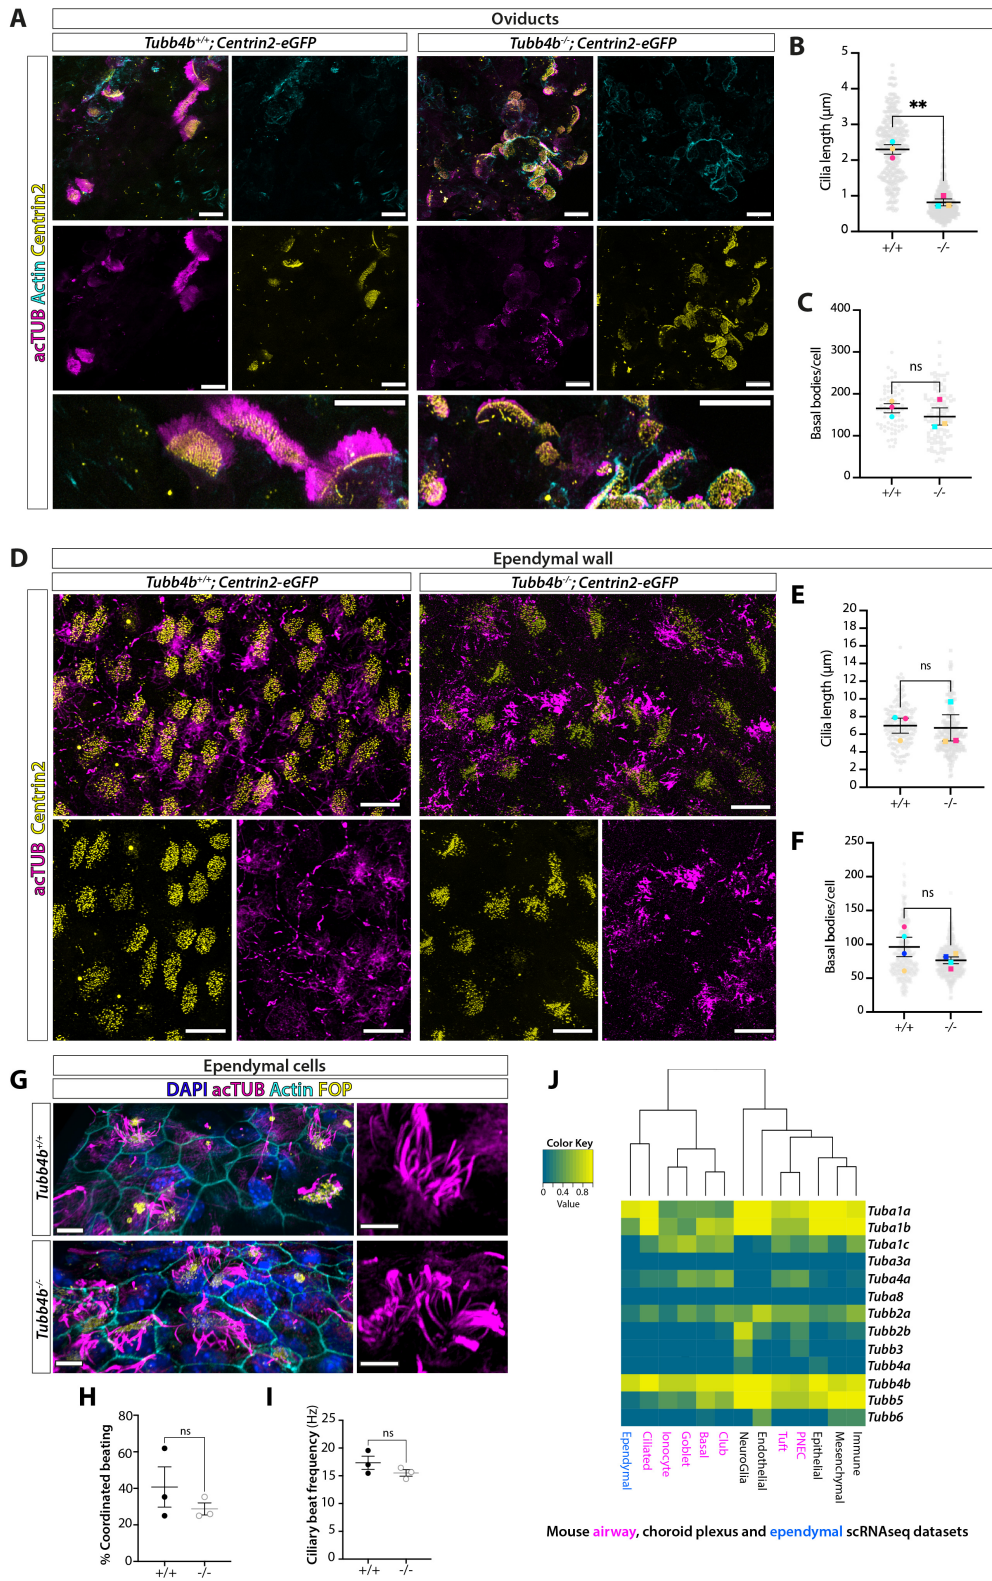 A
Oviducts
Tubb4b+/+; Centrin2-eGFP
Tubb4b-/-; Centrin2-eGFP
acTUB Actin Centrin2
B
Cilia length (µm)
5
4
3
2
1
0
**
+/+
-/-
C
Basal bodies/cell
400
300
200
100
0
ns
+/+
-/-
D
Ependymal wall
Tubb4b+/+; Centrin2-eGFP
Tubb4b-/-; Centrin2-eGFP
acTUB Centrin2
E
Cilia length (µm)
20
18
16
14
12
10
8
6
4
2
0
ns
+/+
-/-
F
Basal bodies/cell
250
200
150
100
50
0
ns
+/+
-/-
G
Ependymal cells
DAPI acTUB Actin FOP
Tubb4b+/+
Tubb4b-/-
H
% Coordinated beating
80
60
40
20
0
ns
+/+
-/-
I
Ciliary beat frequency (Hz)
25
20
15
10
5
0
ns
+/+
-/-
J
Color Key
0 0.4 0.8
Value
Tuba1a
Tuba1b
Tuba1c
Tuba3a
Tuba4a
Tuba8
Tubb2a
Tubb2b
Tubb3
Tubb4a
Tubb4b
Tubb5
Tubb6
Ependymal
Ciliated
Ionocyte
Goblet
Basal
Club
NeuroGlia
Endothelial
Tuft
PNEC
Epithelial
Mesenchymal
Immune
Mouse airway, choroid plexus and ependymal scRNAseq datasets